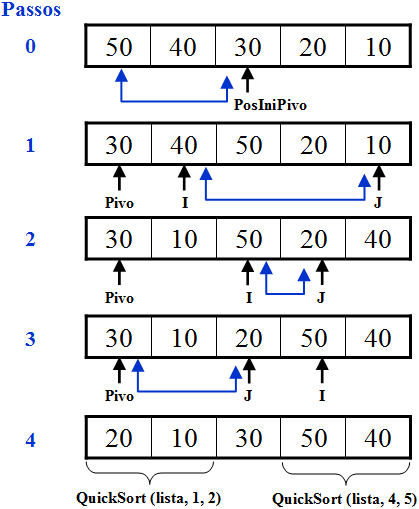 Passos
0 50 40 30 20 10
PosIniPivo
1 30 40 50 20 10
Pivo I J
2 30 10 50 20 40
Pivo I J
3 30 10 20 50 40
Pivo J I
4 20 10 30 50 40
QuickSort (lista, 1, 2) QuickSort (lista, 4, 5)